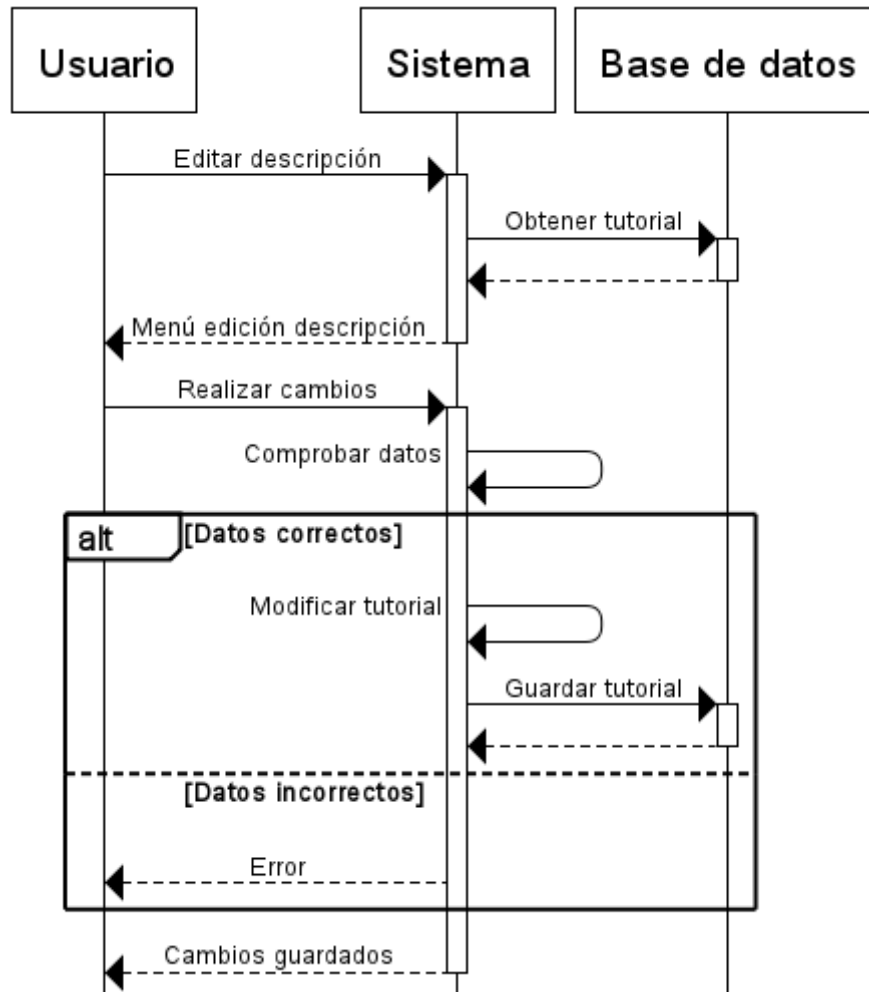 Usuario
Sistema
Base de datos
Editar descripción
Obtener tutorial
Menú edición descripción
Realizar cambios
Comprobar datos
alt
[Datos correctos]
Modificar tutorial
Guardar tutorial
[Datos incorrectos]
Error
Cambios guardados